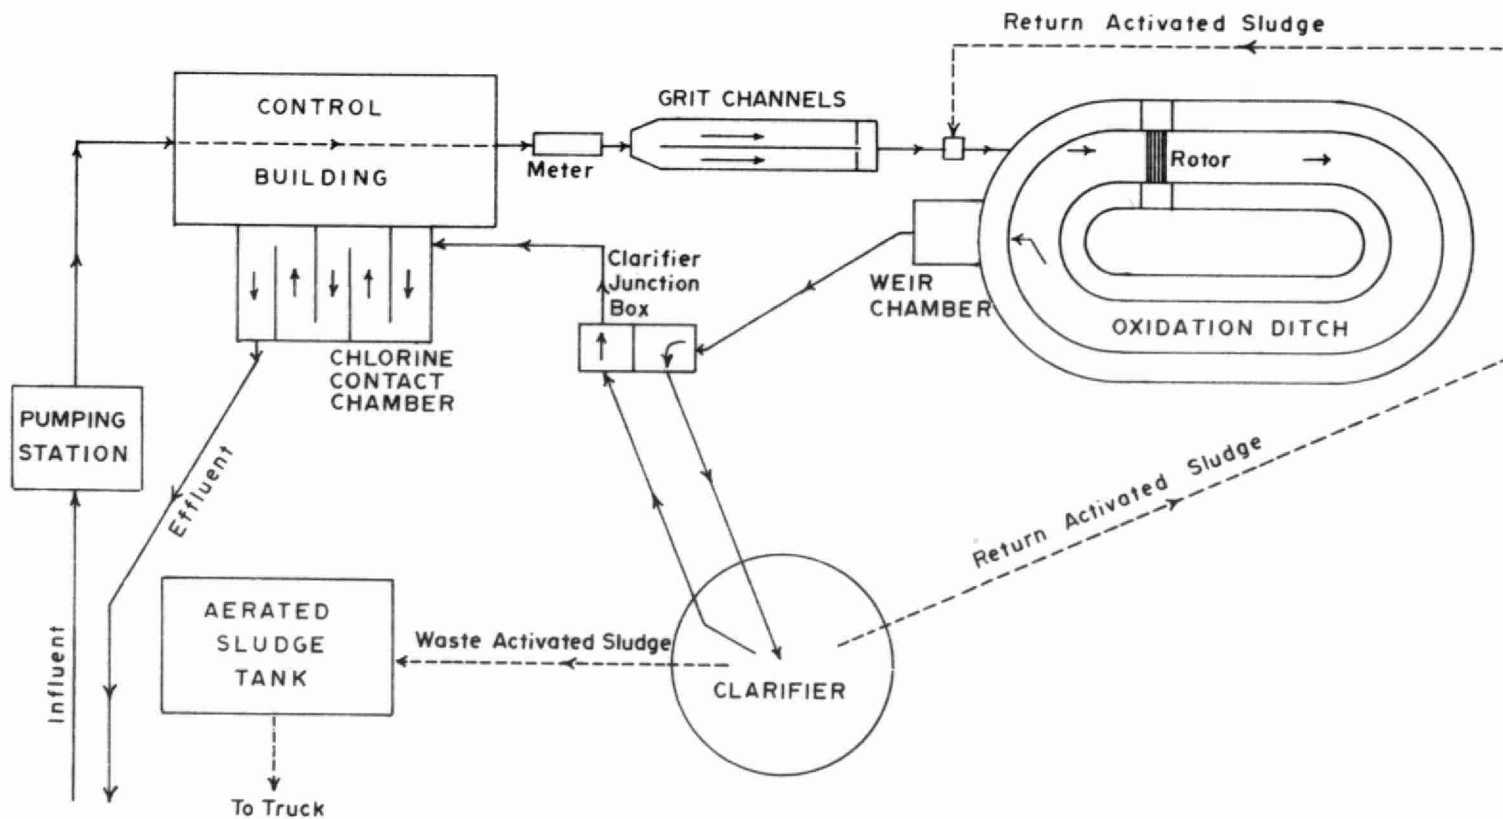 Return Activated Sludge
CONTROL
BUILDING
Meter
GRIT CHANNELS
Rotor
OXIDATION DITCH
WEIR
CHAMBER
Clarifier
Junction
Box
CHLORINE
CONTACT
CHAMBER
PUMPING
STATION
Effluent
Influent
AERATED
SLUDGE
TANK
To Truck
Waste Activated Sludge
CLARIFIER
Return Activated Sludge